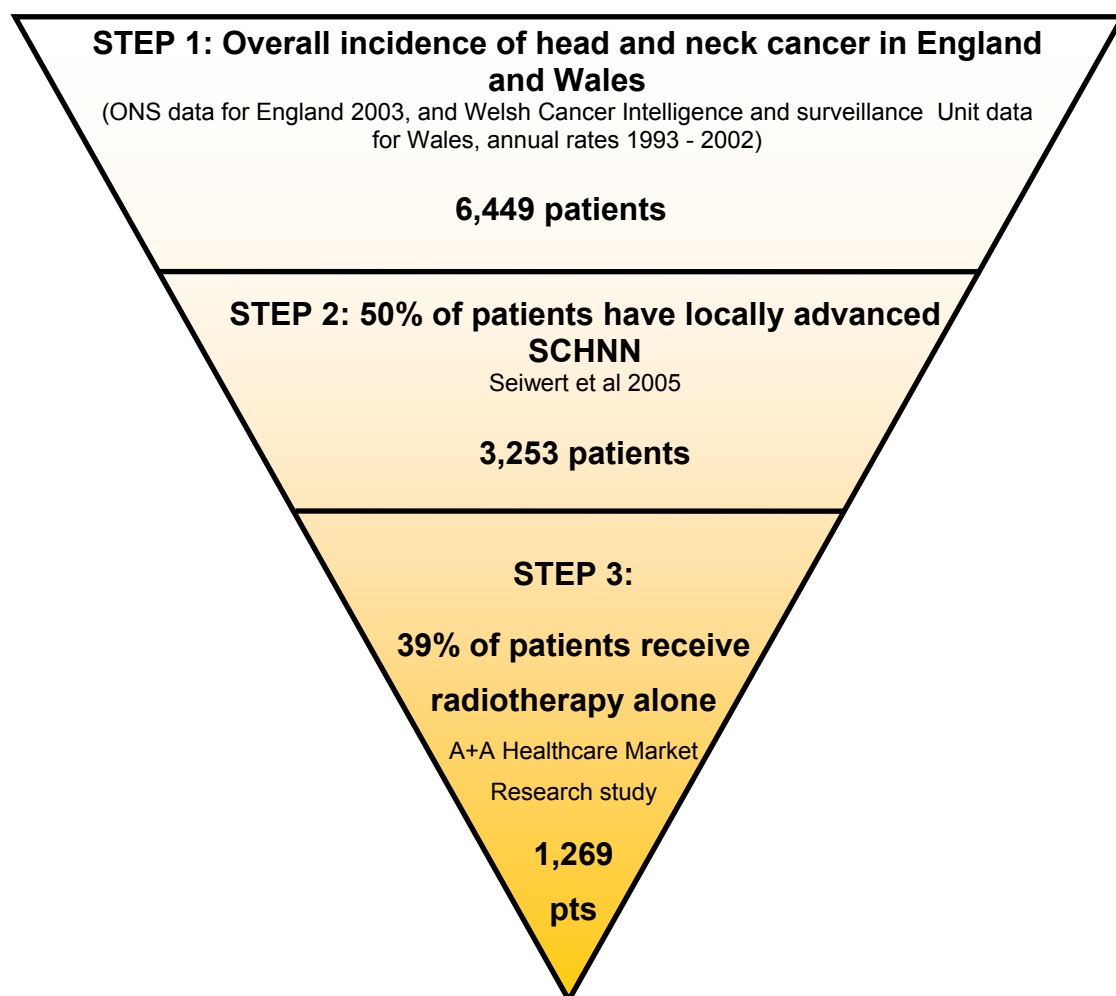 STEP 1: Overall incidence of head and neck cancer in England
and Wales
(ONS data for England 2003, and Welsh Cancer Intelligence and surveillance Unit data
for Wales, annual rates 1993 - 2002)
6,449 patients
STEP 2: 50% of patients have locally advanced
SCHNN
Seiwert et al 2005
3,253 patients
STEP 3:
39% of patients receive
radiotherapy alone
A+A Healthcare Market
Research study
1,269
pts